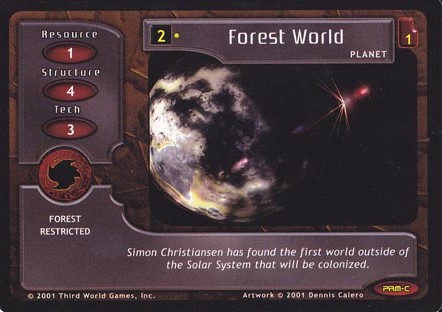 Resource
1
Structure
4
Tech
3
2
Forest World
1
PLANET
FOREST
RESTRICTED
Simon Christiansen has found the first world outside of
the Solar System that will be colonized.
PRM-C
© 2001 Third World Games, Inc.
Artwork © 2001 Dennis Calero